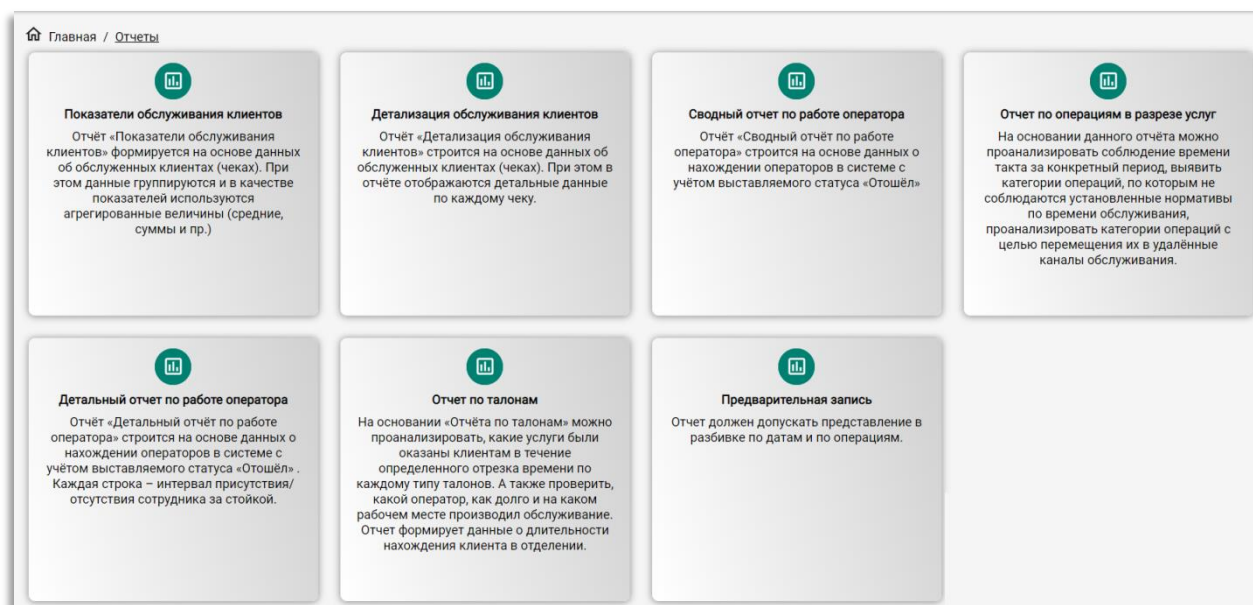 Главная / Отчеты
Показатели обслуживания клиентов
Отчёт «Показатели обслуживания
клиентов» формируется на основе данных
об обслуженных клиентах (чеках). При
этом данные группируются и в качестве
показателей используются
агрегированные величины (средние,
суммы и пр.)
Детализация обслуживания клиентов
Отчёт «Детализация обслуживания
клиентов» строится на основе данных об
обслуженных клиентах (чеках). При этом в
отчёте отображаются детальные данные
по каждому чеку.
Сводный отчет по работе оператора
Отчёт «Сводный отчёт по работе
оператора» строится на основе данных о
нахождении операторов в системе с
учётом выставляемого статуса «Отошёл»
Отчет по операциям в разрезе услуг
На основании данного отчёта можно
проанализировать соблюдение времени
такта за конкретный период, выявить
категории операций, по которым не
соблюдаются установленные нормативы
по времени обслуживания,
проанализировать категории операций с
целью перемещения их в удалённые
каналы обслуживания.
Детальный отчет по работе оператора
Отчёт «Детальный отчёт по работе
оператора» строится на основе данных о
нахождении операторов в системе с
учётом выставляемого статуса «Отошёл» .
Каждая строка – интервал присутствия/
отсутствия сотрудника за стойкой.
Отчет по талонам
На основании «Отчёта по талонам» можно
проанализировать, какие услуги были
оказаны клиентам в течение
определенного отрезка времени по
каждому типу талонов. А также проверить,
какой оператор, как долго и на каком
рабочем месте производил обслуживание.
Отчет формирует данные о длительности
нахождения клиента в отделении.
Предварительная запись
Отчет должен допускать представление в
разбивке по датам и по операциям.